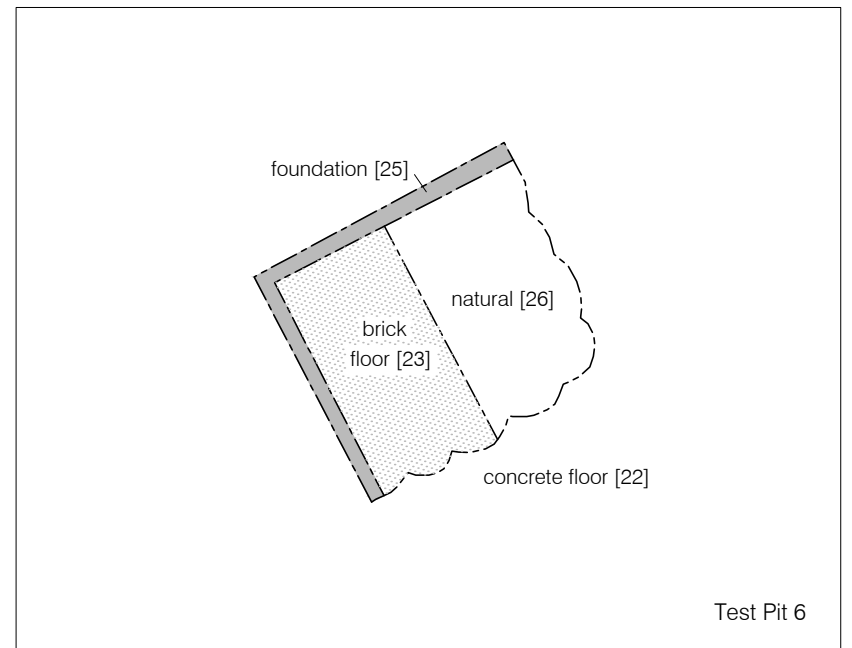 foundation [25]
natural [26]
brick
floor [23]
concrete floor [22]
Test Pit 6